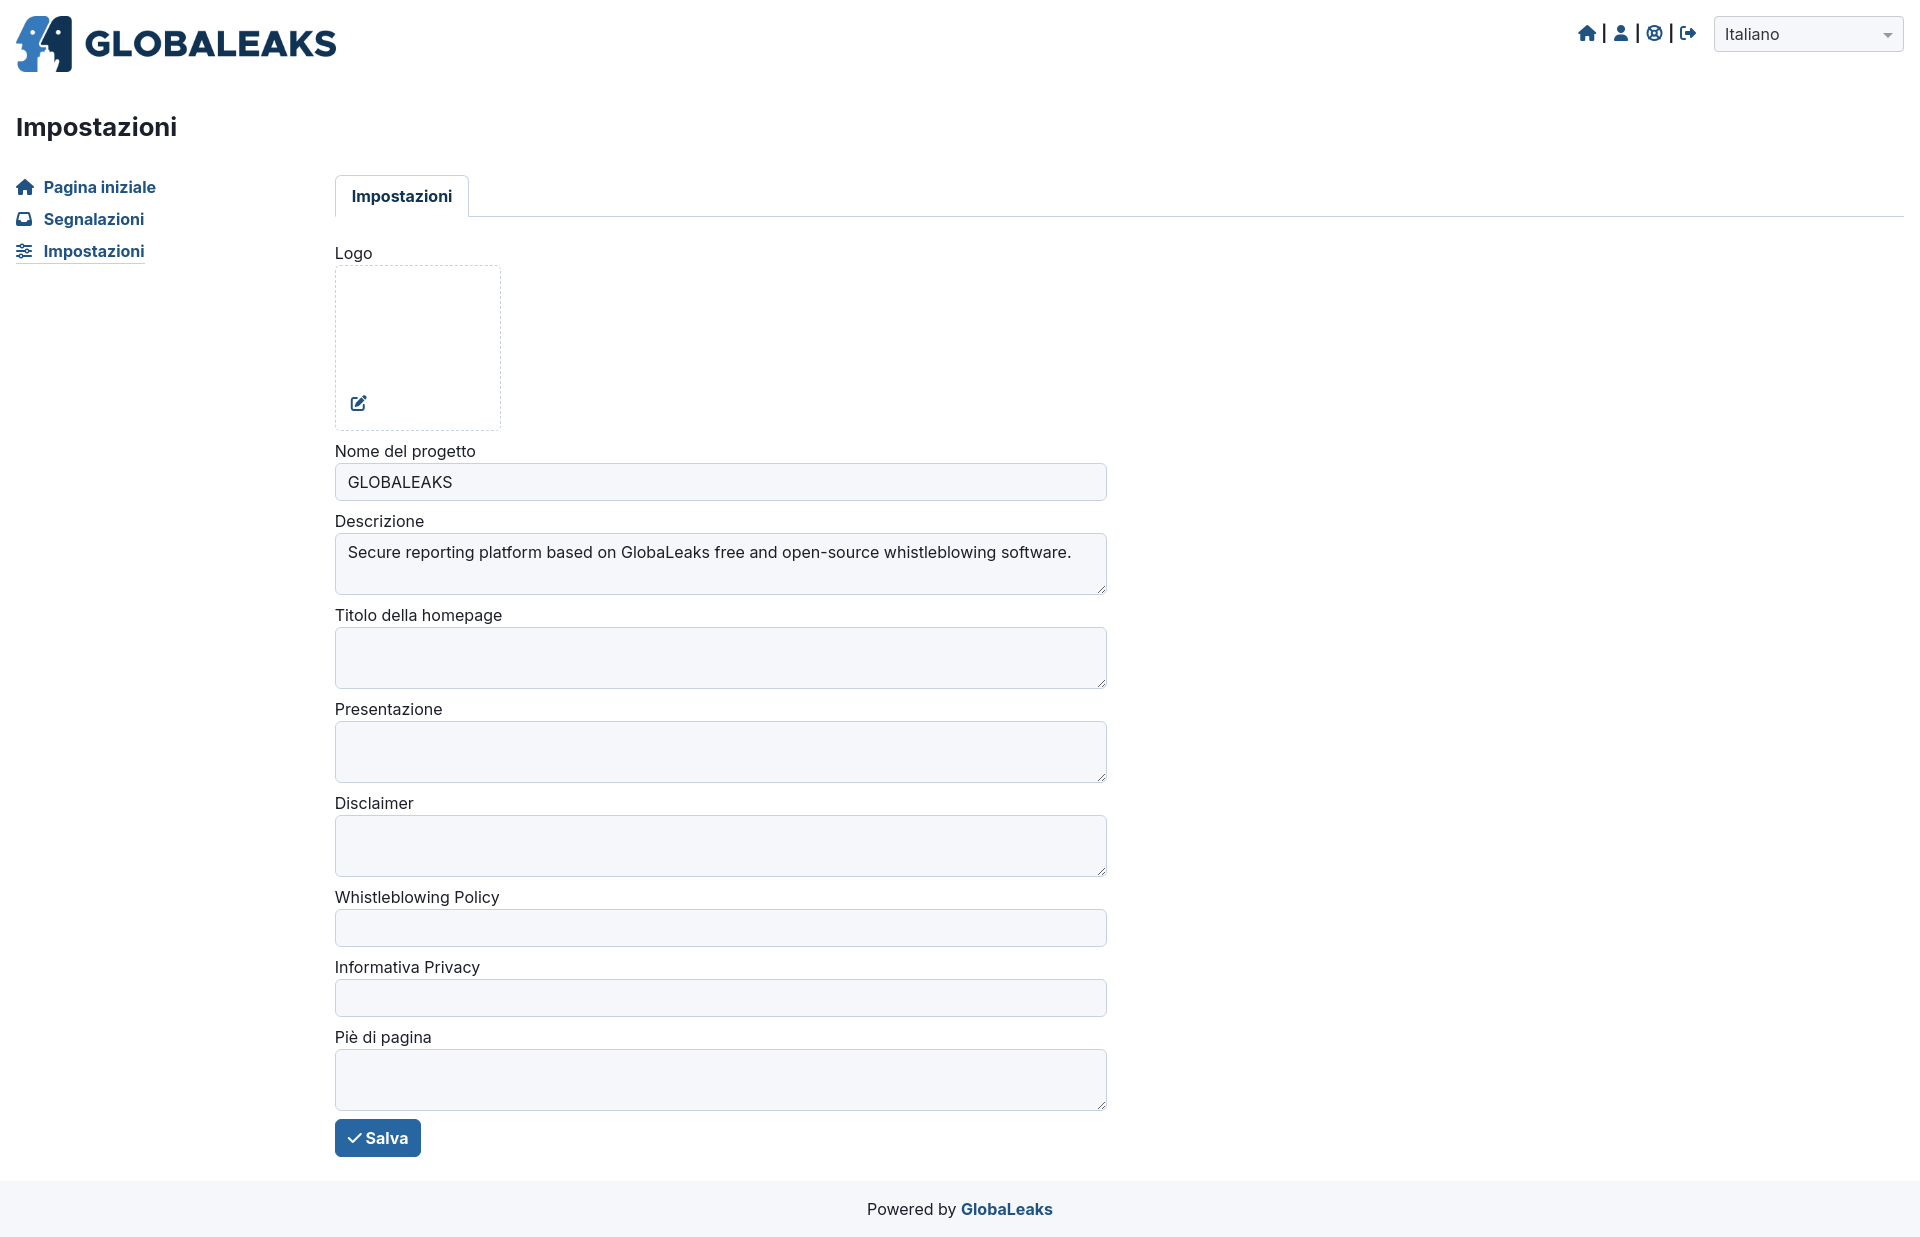 GLOBALEAKS
Italiano
Impostazioni
Pagina iniziale
Segnalazioni
Impostazioni
Impostazioni
Logo
Nome del progetto
GLOBALEAKS
Descrizione
Secure reporting platform based on GlobaLeaks free and open-source whistleblowing software.
Titolo della homepage
Presentazione
Disclaimer
Whistleblowing Policy
Informativa Privacy
Piè di pagina
Salva
Powered by GlobaLeaks